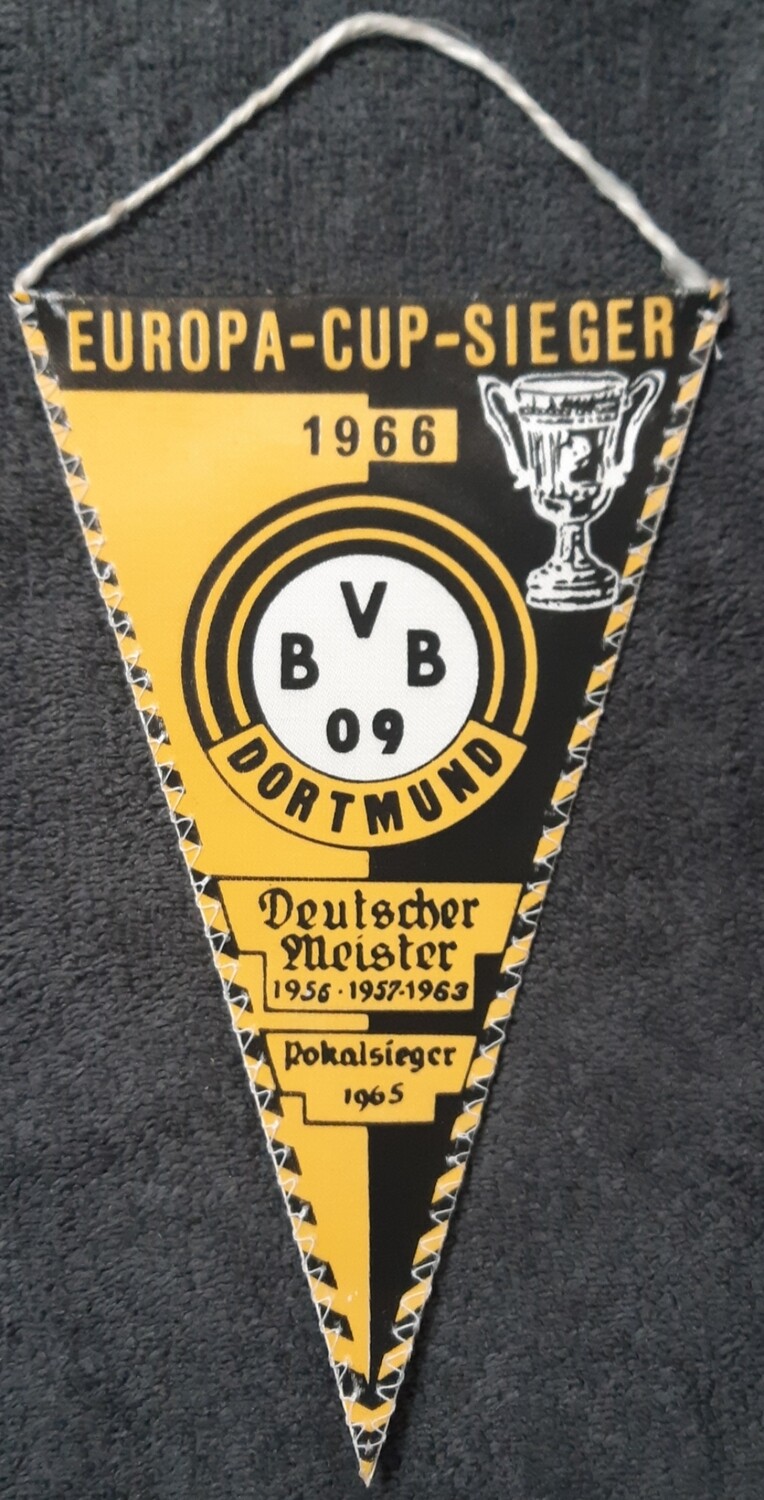 EUROPA-CUP-SIEGER
1966
V
B B
09
DORTMUND
Deutscher
Meister
1956·1957·1963
Pokalsieger
1965